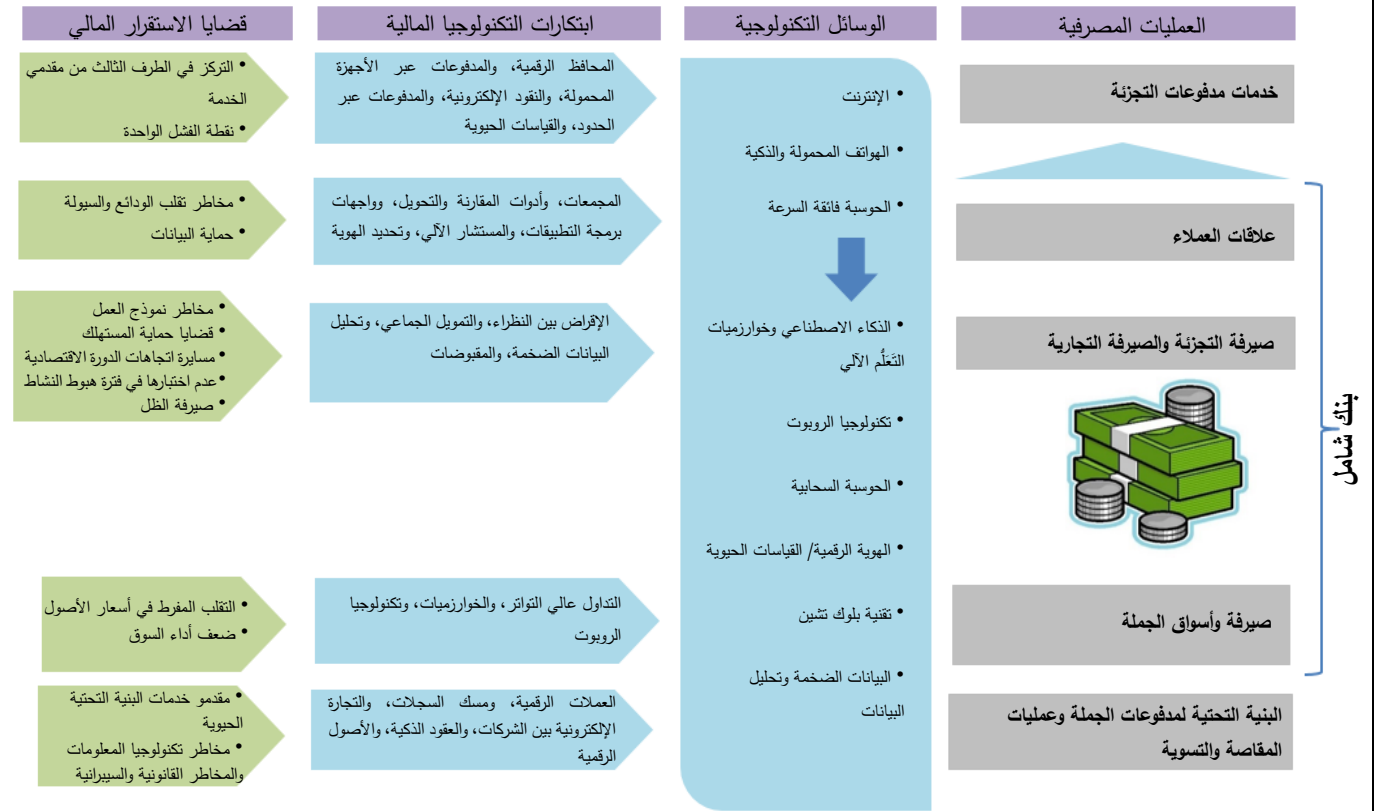 العمليات المصرفية
الوسائل التكنولوجية
ابتكارات التكنولوجيا المالية
قضايا الاستقرار المالي
خدمات مدفوعات التجزئة
علاقات العملاء
صيرفة التجزئة والصيرفة التجارية
صيرفة وأسواق الجملة
البنية التحتية لمدفوعات الجملة وعمليات
المقاصة والتسوية
بنك شامل
• الإنترنت
• الهواتف المحمولة والذكية
• الحوسبة فائقة السرعة
• الذكاء الاصطناعي وخوارزميات
التَعَلُّم الآلي
• تكنولوجيا الروبوت
• الحوسبة السحابية
• الهوية الرقمية/ القياسات الحيوية
• تقنية بلوك تشين
• البيانات الضخمة وتحليل
البيانات
المحافظ الرقمية، والمدفوعات عبر الأجهزة
المحمولة، والنقود الإلكترونية، والمدفوعات عبر
الحدود، والقياسات الحيوية
المجمعات، وأدوات المقارنة والتحويل، وواجهات
برمجة التطبيقات، والمستشار الآلي، وتحديد الهوية
الإقراض بين النظراء، والتمويل الجماعي، وتحليل
البيانات الضخمة، والمقبوضات
التداول عالي التواتر، والخوارزميات، وتكنولوجيا
الروبوت
العملات الرقمية، ومسك السجلات، والتجارة
الإلكترونية بين الشركات، والعقود الذكية، والأصول
الرقمية
• التركز في الطرف الثالث من مقدمي
الخدمة
• نقطة الفشل الواحدة
• مخاطر تقلب الودائع والسيولة
• حماية البيانات
• مخاطر نموذج العمل
• قضايا حماية المستهلك
• مسايرة اتجاهات الدورة الاقتصادية
• عدم اختبارها في فترة هبوط النشاط
• صيرفة الظل
• التقلب المفرط في أسعار الأصول
• ضعف أداء السوق
• مقدمو خدمات البنية التحتية
الحيوية
• مخاطر تكنولوجيا المعلومات
والمخاطر القانونية والسيبرانية